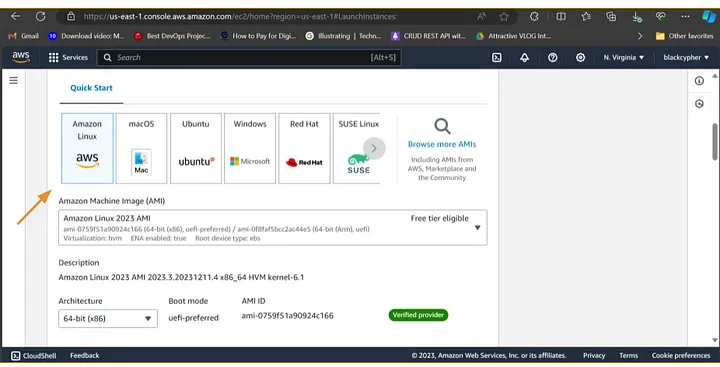 https://us-east-1.console.aws.amazon.com/ec2/home?region=us-east-1#LaunchInstances:
Gmail
Download video: M...
Best DevOps Projec...
How to Pay for Digi...
Illustrating | Techn...
CRUD REST API wit...
Attractive VLOG Int...
Other favorites
aws
Services
Search
[Alt+S]
N. Virginia
blackcypher
Quick Start
Amazon
Linux
aws
macOS
Mac
Ubuntu
ubuntu
Windows
Microsoft
Red Hat
Red Hat
SUSE Linux
SUSE
Browse more AMIs
Including AMIs from
AWS, Marketplace and
the Community
Amazon Machine Image (AMI)
Amazon Linux 2023 AMI
Free tier eligible
ami-0759f51a90924c166 (64-bit (x86), uefi-preferred) / ami-0f8faf5bcc2ac44e5 (64-bit (Arm), uefi)
Virtualization: hvm ENA enabled: true Root device type: ebs
Description
Amazon Linux 2023 AMI 2023.3.20231211.4 x86_64 HVM kernel-6.1
Architecture
Boot mode
AMI ID
64-bit (x86)
uefi-preferred
ami-0759f51a90924c166
Verified provider
CloudShell
Feedback
© 2023, Amazon Web Services, Inc. or its affiliates.
Privacy
Terms
Cookie preferences